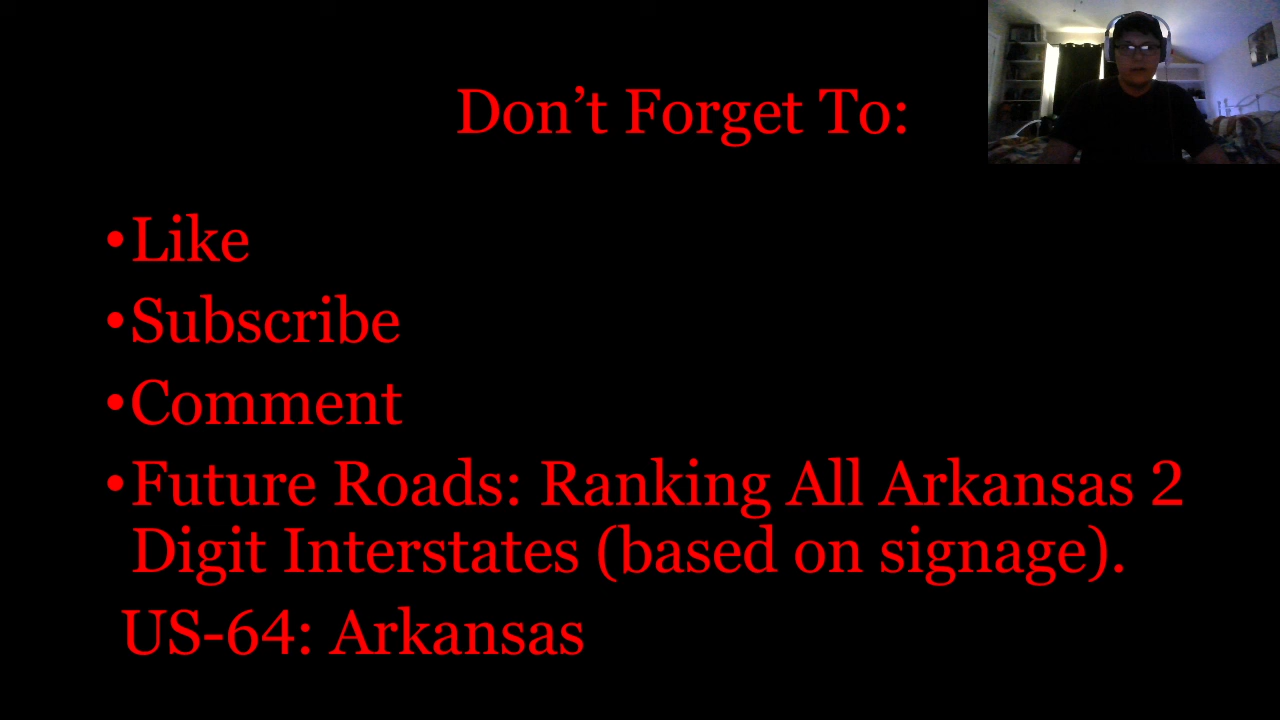 Don’t Forget To:
•Like
•Subscribe
•Comment
•Future Roads: Ranking All Arkansas 2
Digit Interstates (based on signage).
US-64: Arkansas